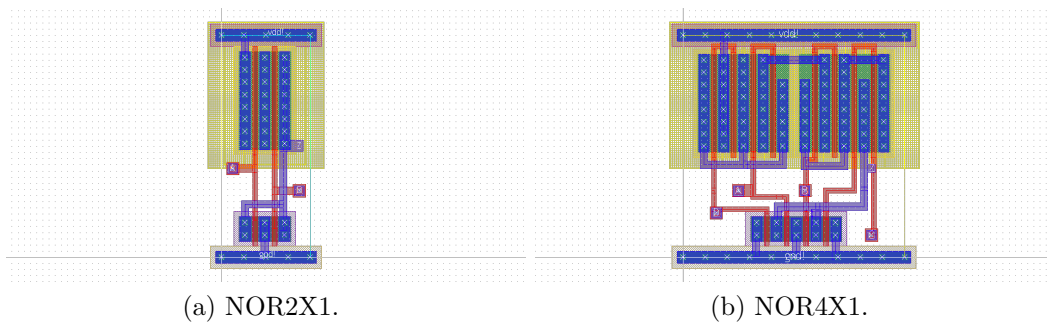 vdd!
vdd!
A
Z
B
A
B
gnd!
gnd!
(a) NOR2X1.
(b) NOR4X1.